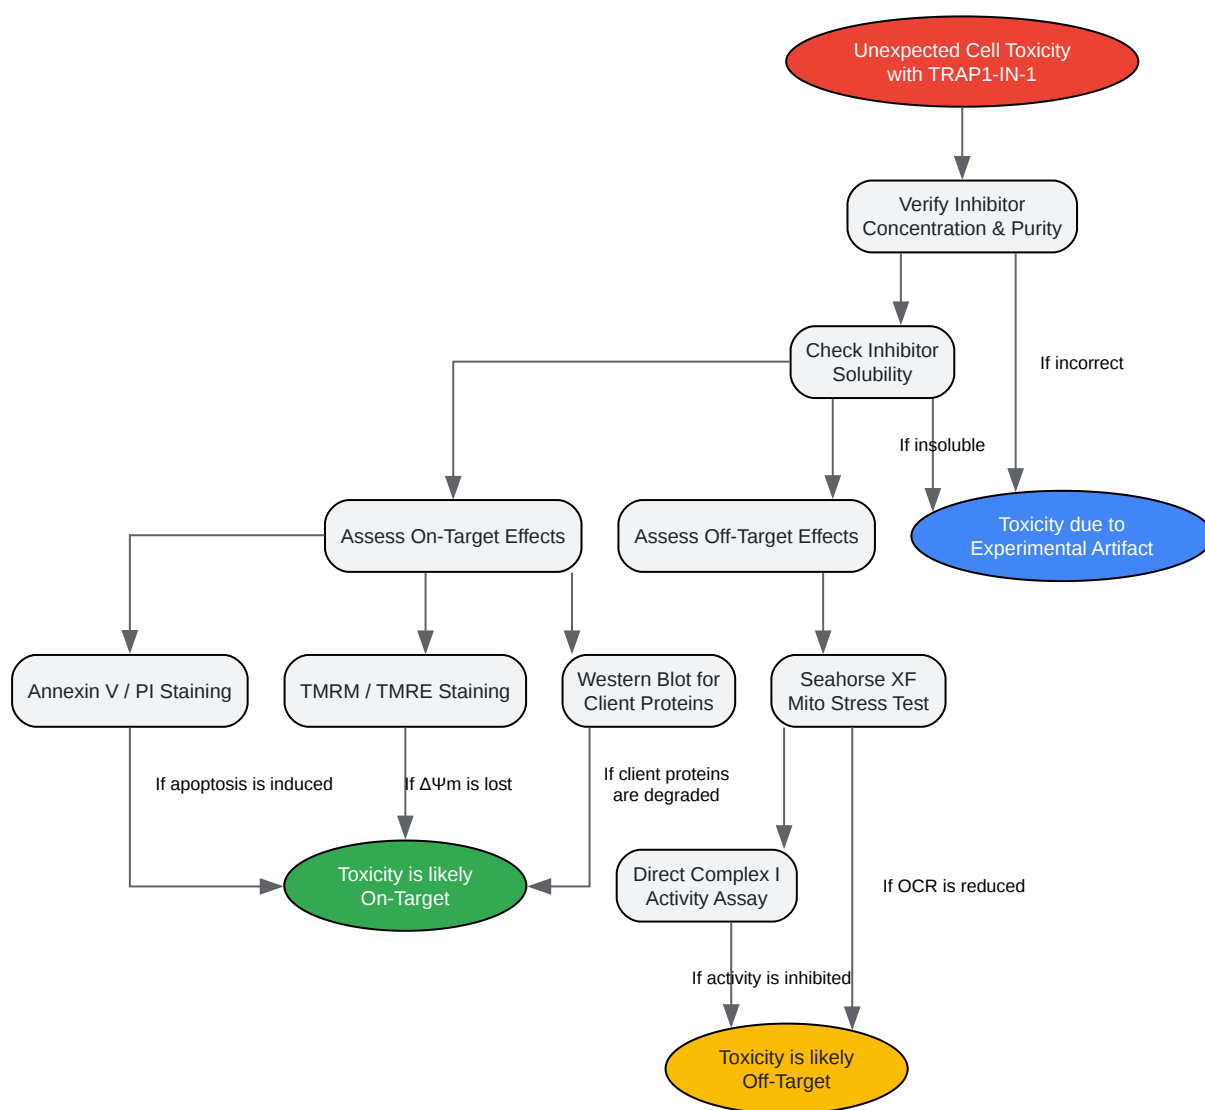 Unexpected Cell Toxicity
with TRAP1-IN-1
Verify Inhibitor
Concentration & Purity
Check Inhibitor
Solubility
If incorrect
If insoluble
Assess On-Target Effects
Assess Off-Target Effects
Toxicity due to
Experimental Artifact
Annexin V / PI Staining
TMRM / TMRE Staining
Western Blot for
Client Proteins
Seahorse XF
Mito Stress Test
If apoptosis is induced
If ΔΨm is lost
If client proteins
are degraded
Toxicity is likely
On-Target
Direct Complex I
Activity Assay
If OCR is reduced
If activity is inhibited
Toxicity is likely
Off-Target